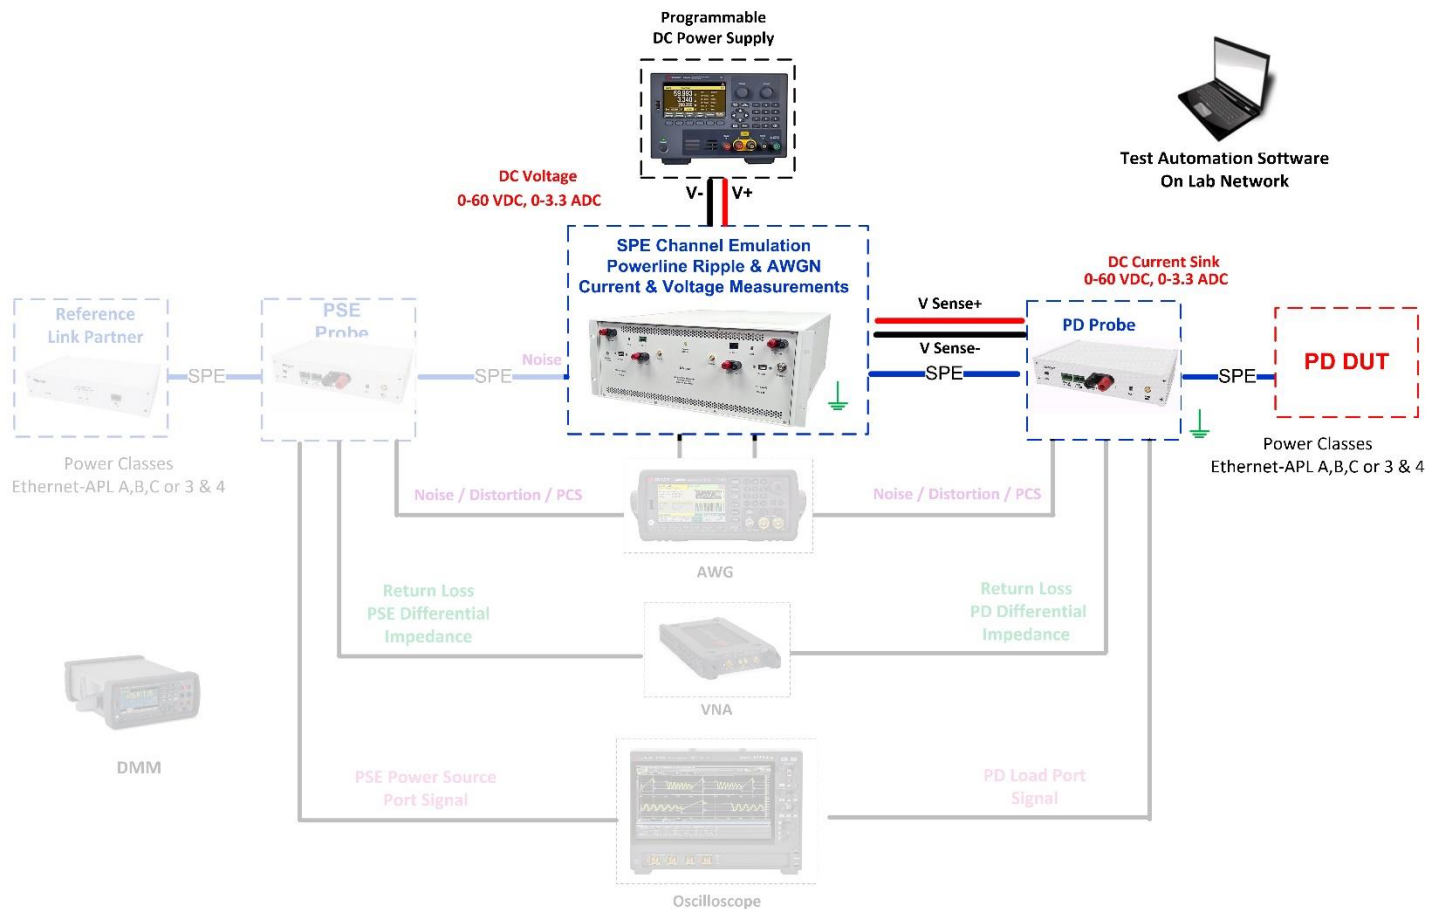 Programmable
DC Power Supply
59.993
3.340
Test Automation Software
On Lab Network
DC Voltage
0-60 VDC, 0-3.3 ADC
V-
V+
SPE Channel Emulation
Powerline Ripple & AWGN
Current & Voltage Measurements
DC Current Sink
0-60 VDC, 0-3.3 ADC
Reference
Link Partner
PSE
Probe
V Sense+
V Sense-
PD Probe
PD DUT
SPE
SPE
Noise
SPE
SPE
Power Classes
Ethernet-APL A,B,C or 3 & 4
Power Classes
Ethernet-APL A,B,C or 3 & 4
Noise / Distortion / PCS
Noise / Distortion / PCS
AWG
Return Loss
PSE Differential
Impedance
Return Loss
PD Differential
Impedance
VNA
DMM
PSE Power Source
Port Signal
PD Load Port
Signal
Oscilloscope